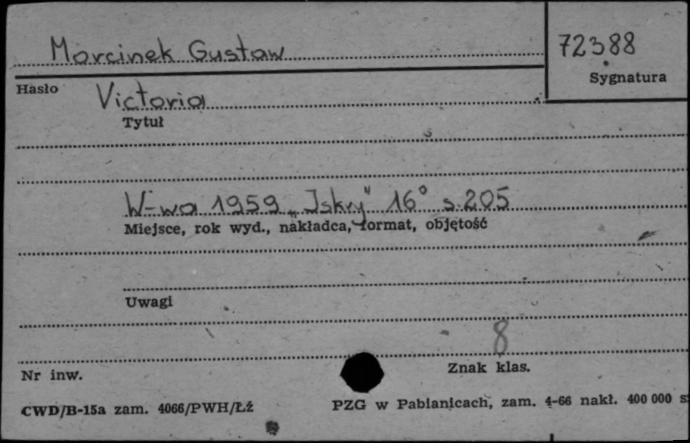 Morcinek Gustaw
72388
Sygnatura
Hasło
Victoria
Tytuł
W-wa 1959 „Iskry" 16° s. 205
Miejsce, rok wyd., nakładca, format, objętość
Uwagi
8
Nr inw.
Znak klas.
CWD/B-15a zam. 4066/PWH/Łź
PZG w Pabianicach, zam. 4-66 nakł. 400 000 s